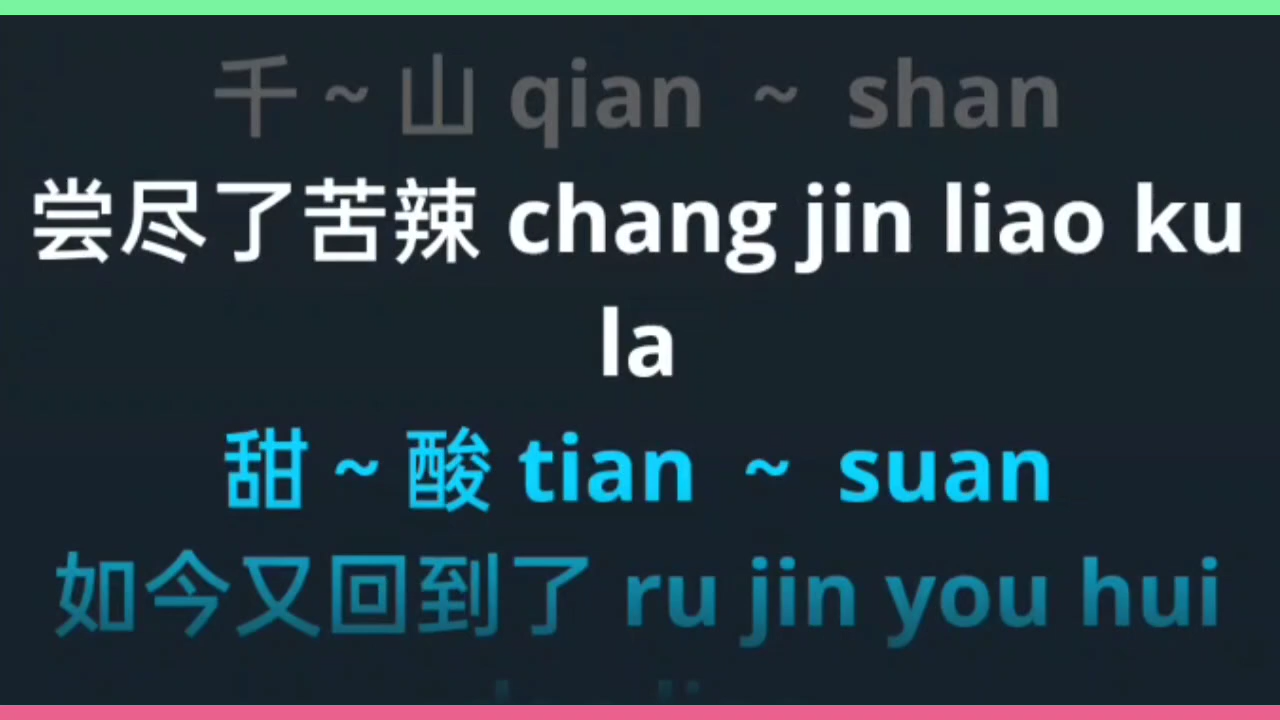 千 ~ 山 qian ~ shan
尝尽了苦辣 chang jin liao ku
la
甜 ~ 酸 tian ~ suan
如今又回到了 ru jin you hui